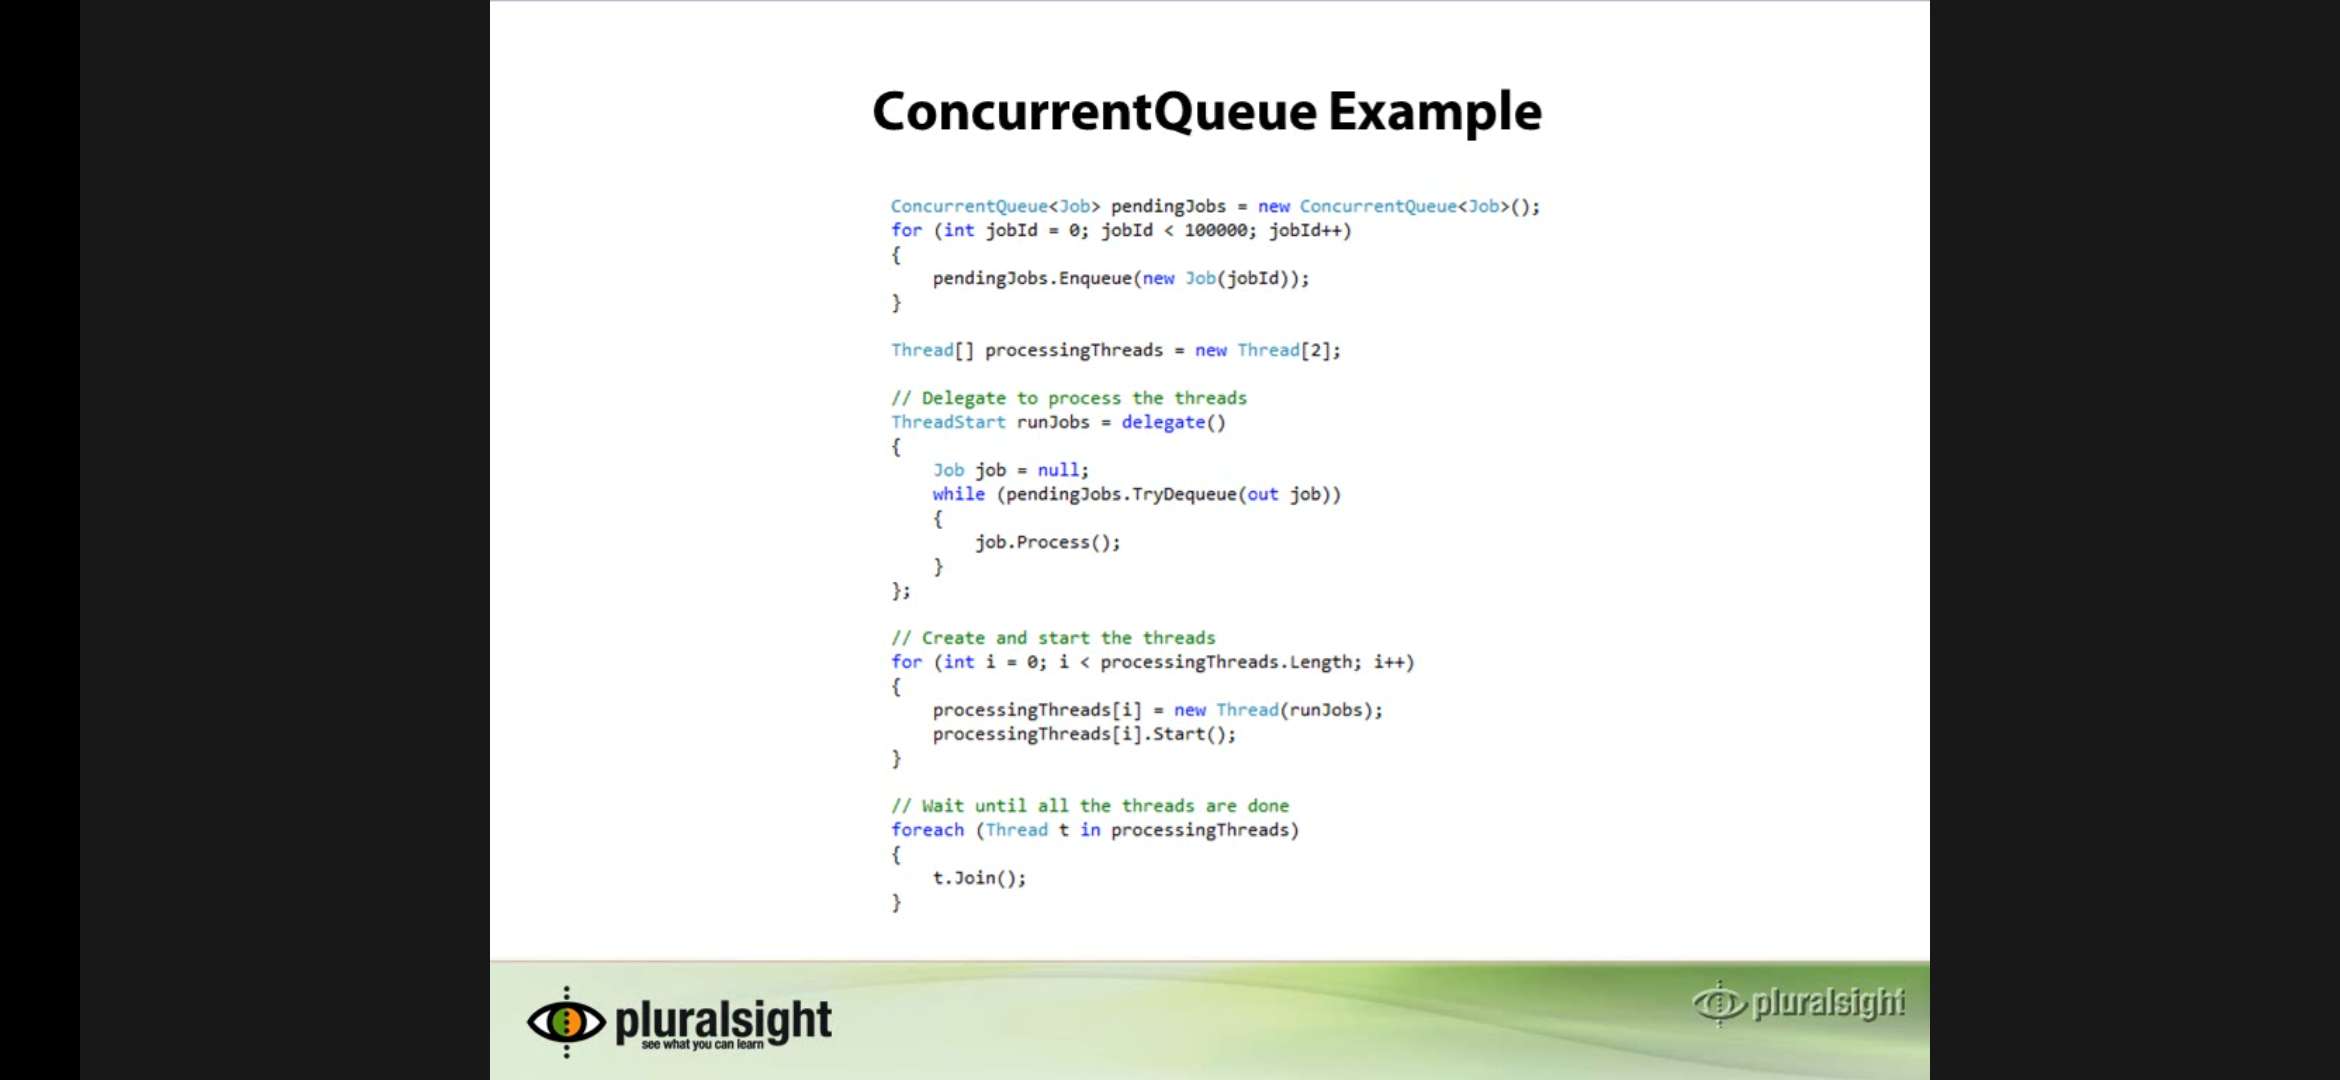 ConcurrentQueue Example
ConcurrentQueue<Job> pendingJobs = new ConcurrentQueue<Job>();
for (int jobId = 0; jobId < 100000; jobId++)
{
    pendingJobs.Enqueue(new Job(jobId));
}
Thread[] processingThreads = new Thread[2];
// Delegate to process the threads
ThreadStart runJobs = delegate()
{
    Job job = null;
    while (pendingJobs.TryDequeue(out job))
    {
        job.Process();
    }
};
// Create and start the threads
for (int i = 0; i < processingThreads.Length; i++)
{
    processingThreads[i] = new Thread(runJobs);
    processingThreads[i].Start();
}
// Wait until all the threads are done
foreach (Thread t in processingThreads)
{
    t.Join();
}
pluralsight
see what you can learn
pluralsight